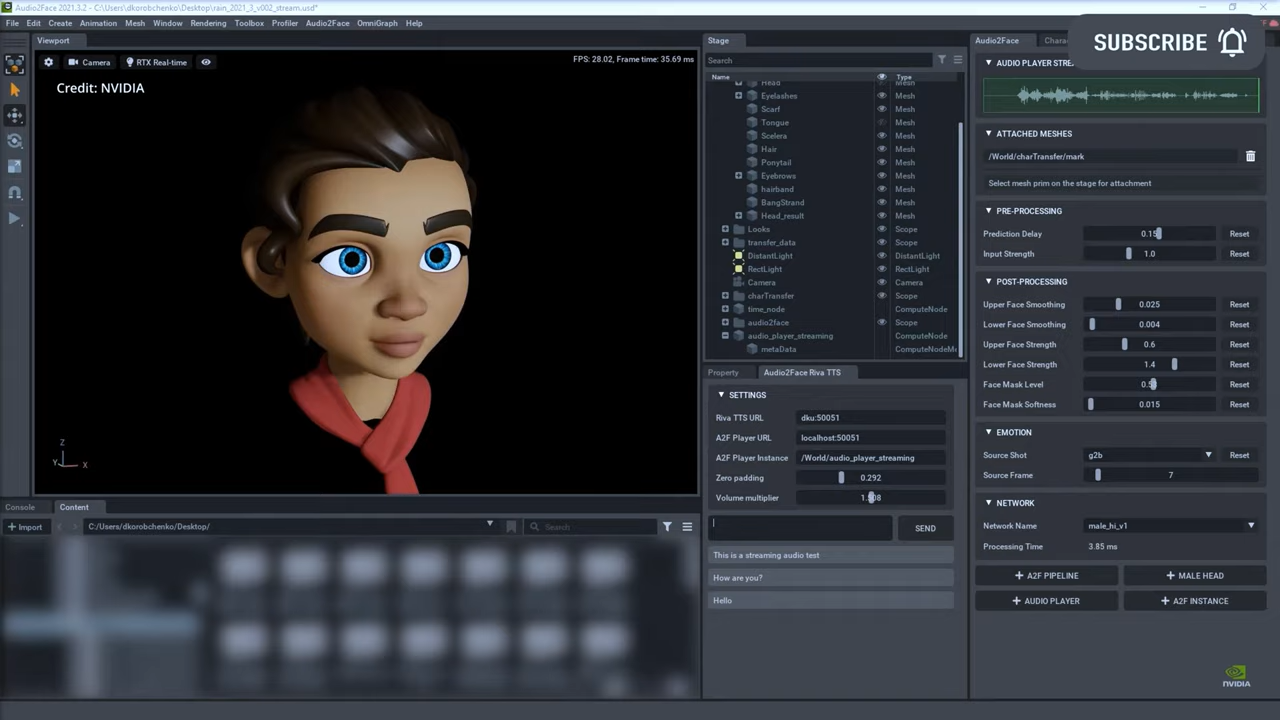 Audio2Face 2021.3.2 - C:\Users\dkorobchenko\Desktop\rain_2021_3_v002_stream.usd*
File Edit Create Animation Mesh Window Rendering Toolbox Profiler Audio2Face OmniGraph Help
SUBSCRIBE
Viewport
Camera
RTX Real-time
FPS: 28.02, Frame time: 35.69 ms
Credit: NVIDIA
Z
Y
X
Stage
Search
Name Type
Head Mesh
Eyelashes Mesh
Scarf Mesh
Tongue Mesh
Sclera Mesh
Hair Mesh
Ponytail Mesh
Eyebrows Mesh
hairband Mesh
BangStrand Mesh
Head_result Mesh
Looks Scope
transfer_data Scope
DistantLight DistantLight
RectLight RectLight
Camera Camera
charTransfer Scope
time_node ComputeNode
audio2face Scope
audio_player_streaming ComputeNode
metaData ComputeNodeMe
Property Audio2Face Riva TTS
SETTINGS
Riva TTS URL dku:50051
A2F Player URL localhost:50051
A2F Player Instance /World/audio_player_streaming
Zero padding 0.292
Volume multiplier
SEND
This is a streaming audio test
How are you?
Hello
Audio2Face
AUDIO PLAYER
ATTACHED MESHES
/World/charTransfer/mark
Select mesh prim on the stage for attachment
PRE-PROCESSING
Prediction Delay 0.15 Reset
Input Strength 1.0 Reset
POST-PROCESSING
Upper Face Smoothing 0.025 Reset
Lower Face Smoothing 0.004 Reset
Upper Face Strength 0.6 Reset
Lower Face Strength 1.4 Reset
Face Mask Level Reset
Face Mask Softness 0.015 Reset
EMOTION
Source Shot g2b Reset
Source Frame 7
NETWORK
Network Name male_hi_v1
Processing Time 3.85 ms
+ A2F PIPELINE + MALE HEAD
+ AUDIO PLAYER + A2F INSTANCE
Console Content
+ Import C:/Users/dkorobchenko/Desktop/ Search
NVIDIA